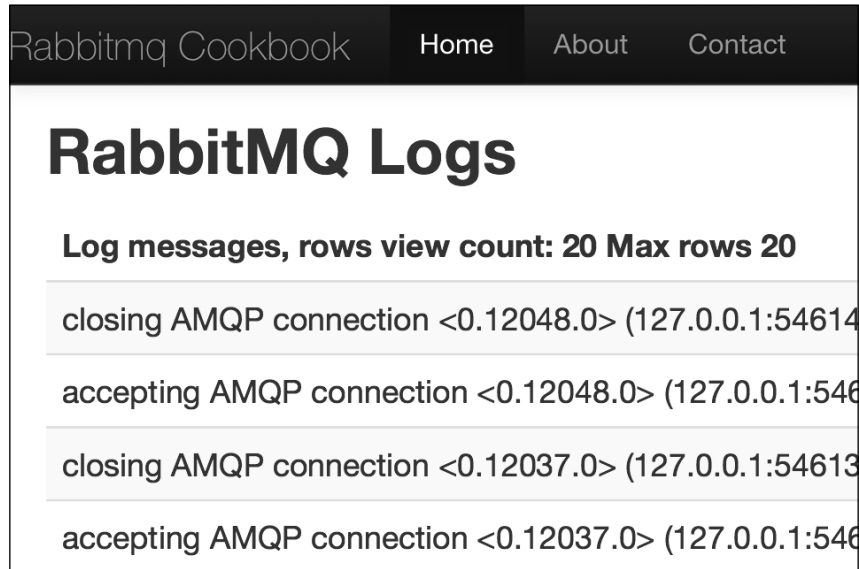 Rabbitmq Cookbook Home About Contact
RabbitMQ Logs
Log messages, rows view count: 20 Max rows 20
closing AMQP connection <0.12048.0> (127.0.0.1:54614
accepting AMQP connection <0.12048.0> (127.0.0.1:546
closing AMQP connection <0.12037.0> (127.0.0.1:54613
accepting AMQP connection <0.12037.0> (127.0.0.1:546